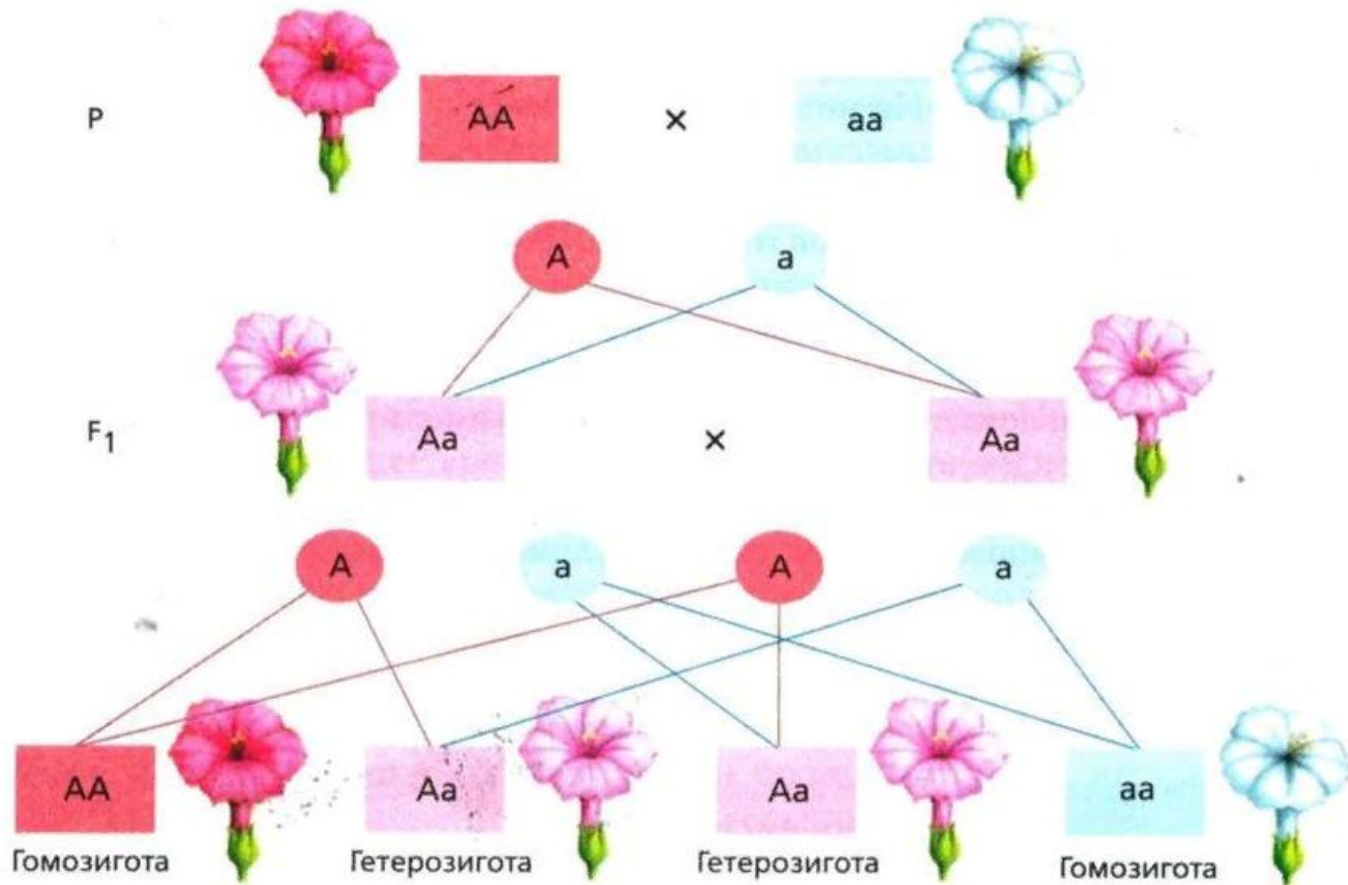 P AA × aa
A a
F₁ Aa × Aa
A a A a
AA Aa Aa aa
Гомозигота Гетерозигота Гетерозигота Гомозигота